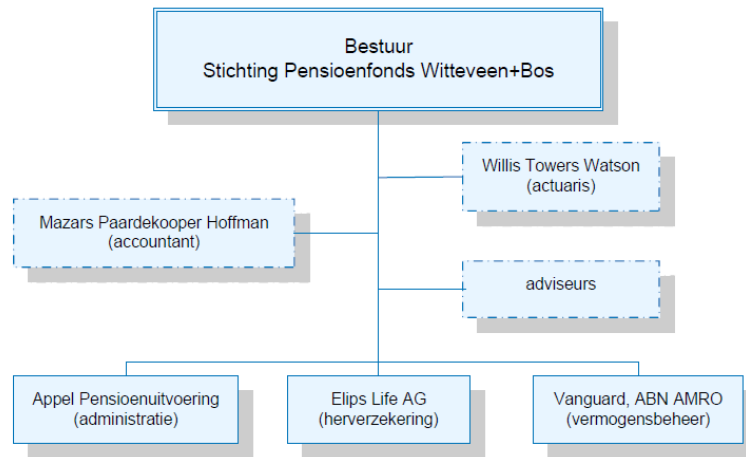 Bestuur
Stichting Pensioenfonds Witteveen+Bos
Willis Towers Watson
(actuaris)
Mazars Paardekooper Hoffman
(accountant)
adviseurs
Appel Pensioenuitvoering
(administratie)
Elips Life AG
(herverzekering)
Vanguard, ABN AMRO
(vermogensbeheer)